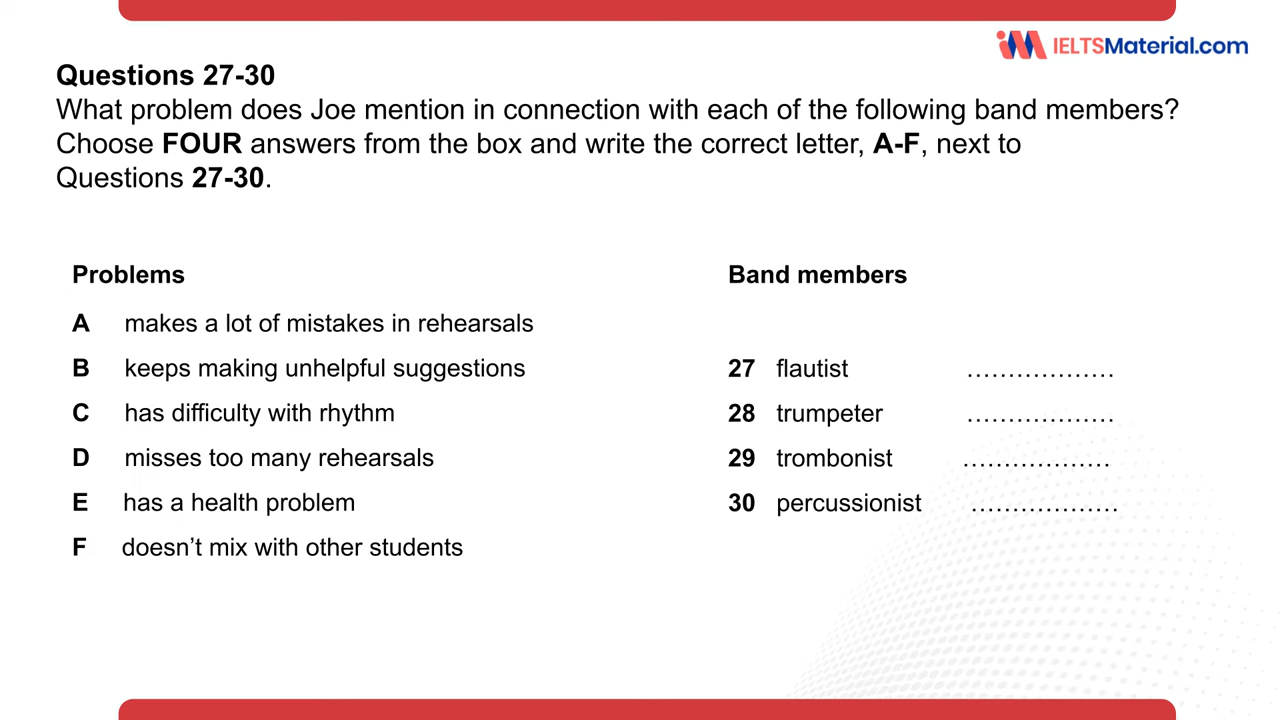 IELTSMaterial.com
Questions 27-30
What problem does Joe mention in connection with each of the following band members?
Choose FOUR answers from the box and write the correct letter, A-F, next to
Questions 27-30.
Problems
A makes a lot of mistakes in rehearsals
B keeps making unhelpful suggestions
C has difficulty with rhythm
D misses too many rehearsals
E has a health problem
F doesn’t mix with other students
Band members
27 flautist ………………
28 trumpeter ………………
29 trombonist ………………
30 percussionist ………………